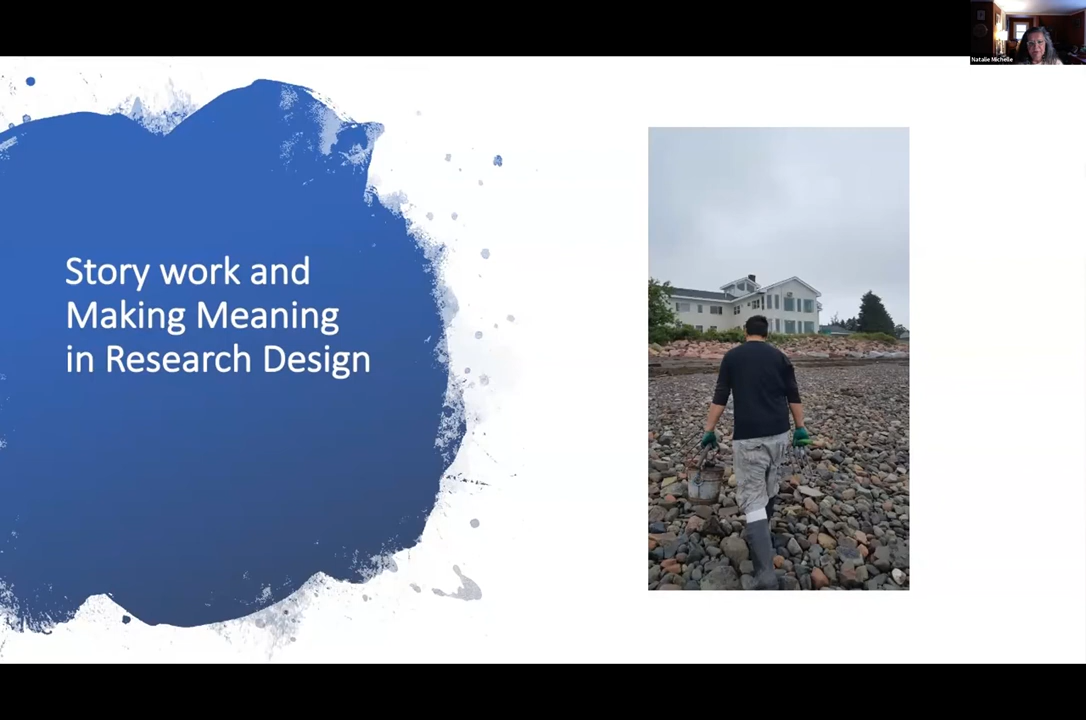 Natalie Michelle
Story work and
Making Meaning
in Research Design